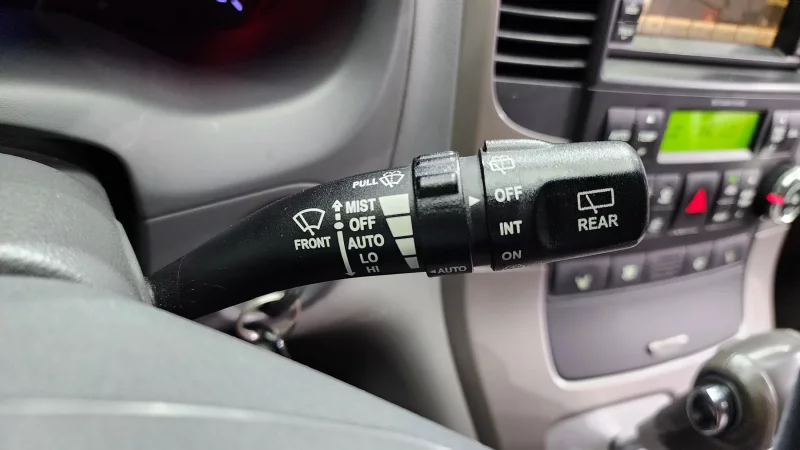 PULL
MIST
OFF
AUTO
LO
HI
FRONT
◄AUTO
OFF
INT
ON
REAR